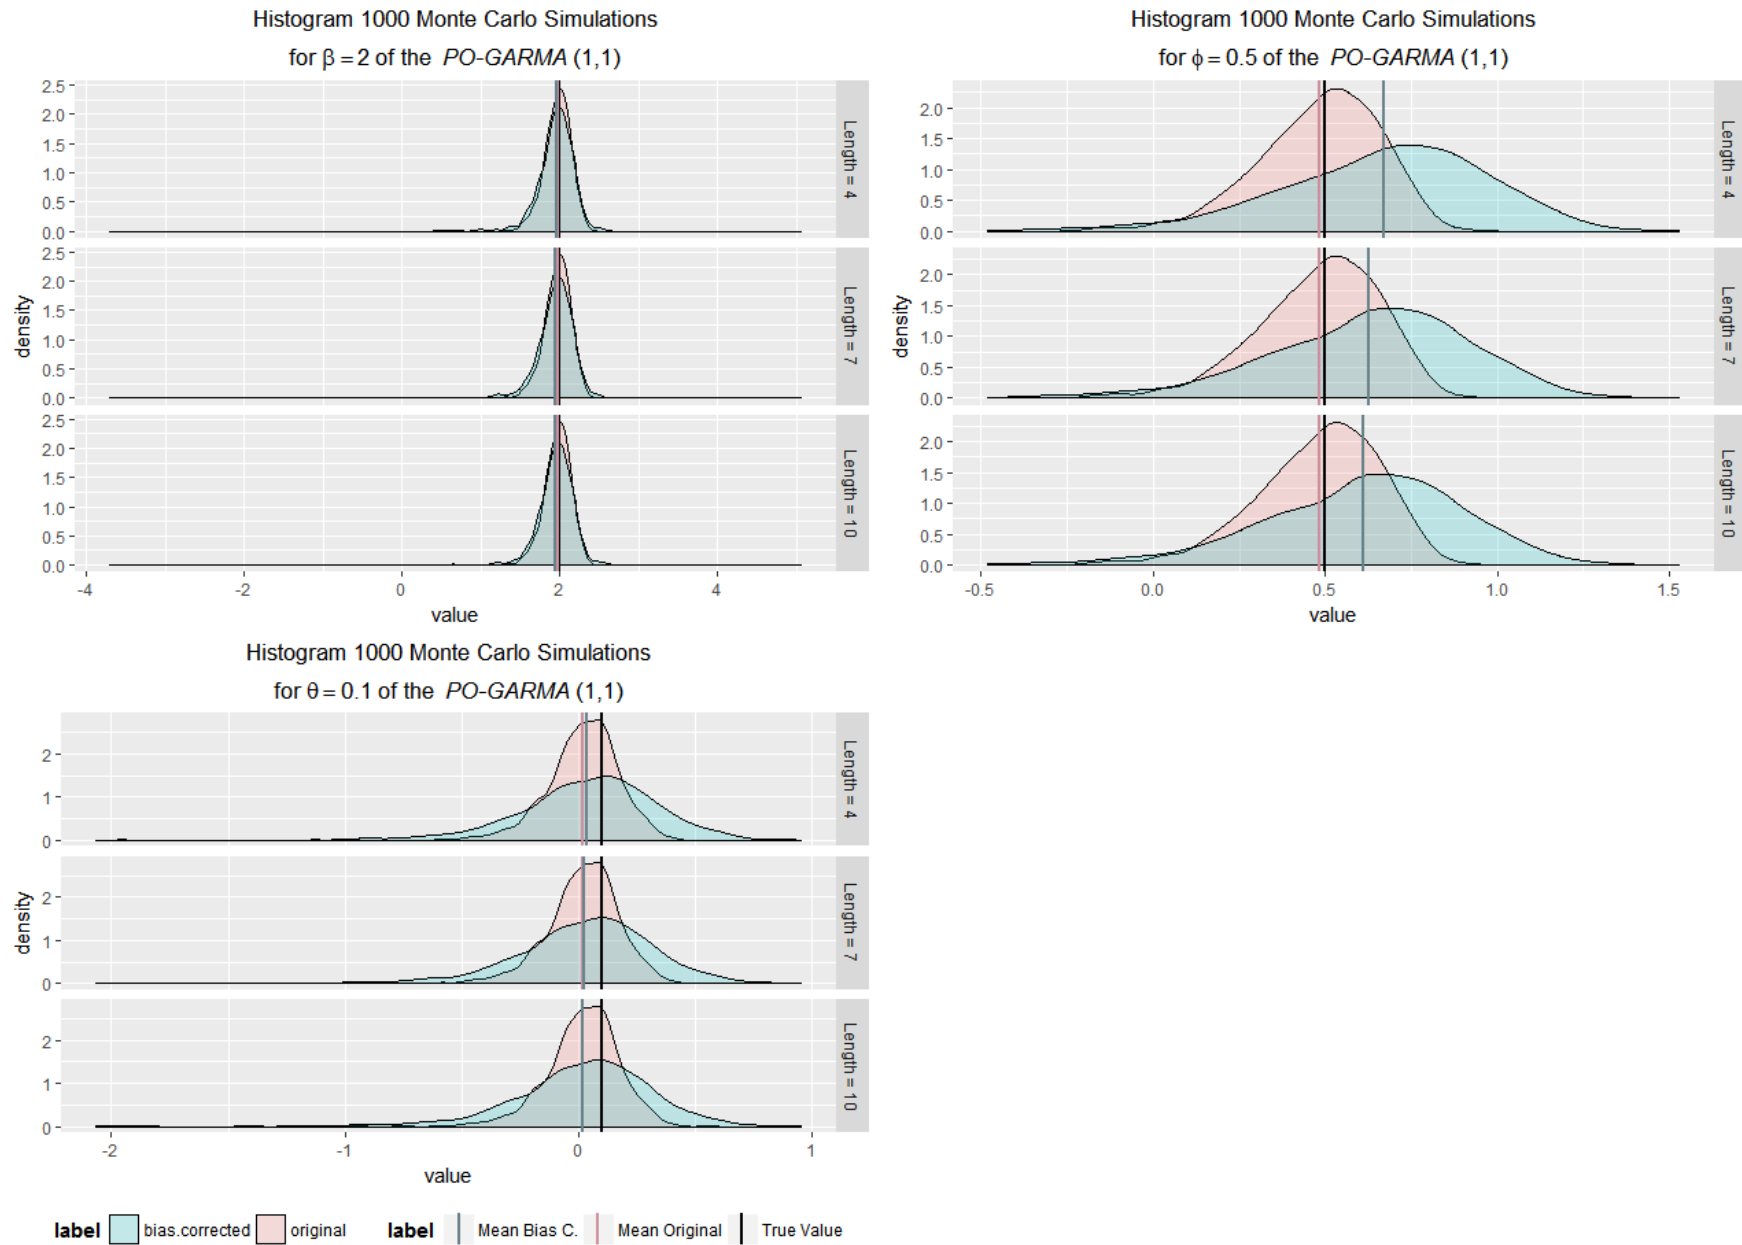 Histogram 1000 Monte Carlo Simulations
for β = 2 of the PO-GARMA (1,1)
density
2.5
2.0
1.5
1.0
0.5
0.0
Length = 4
2.5
2.0
1.5
1.0
0.5
0.0
Length = 7
2.5
2.0
1.5
1.0
0.5
0.0
Length = 10
-4 -2 0 2 4
value
Histogram 1000 Monte Carlo Simulations
for ϕ = 0.5 of the PO-GARMA (1,1)
density
2.0
1.5
1.0
0.5
0.0
Length = 4
2.0
1.5
1.0
0.5
0.0
Length = 7
2.0
1.5
1.0
0.5
0.0
Length = 10
-0.5 0.0 0.5 1.0 1.5
value
Histogram 1000 Monte Carlo Simulations
for θ = 0.1 of the PO-GARMA (1,1)
density
2
1
0
Length = 4
2
1
0
Length = 7
2
1
0
Length = 10
-2 -1 0 1
value
label bias.corrected original label Mean Bias C. Mean Original True Value